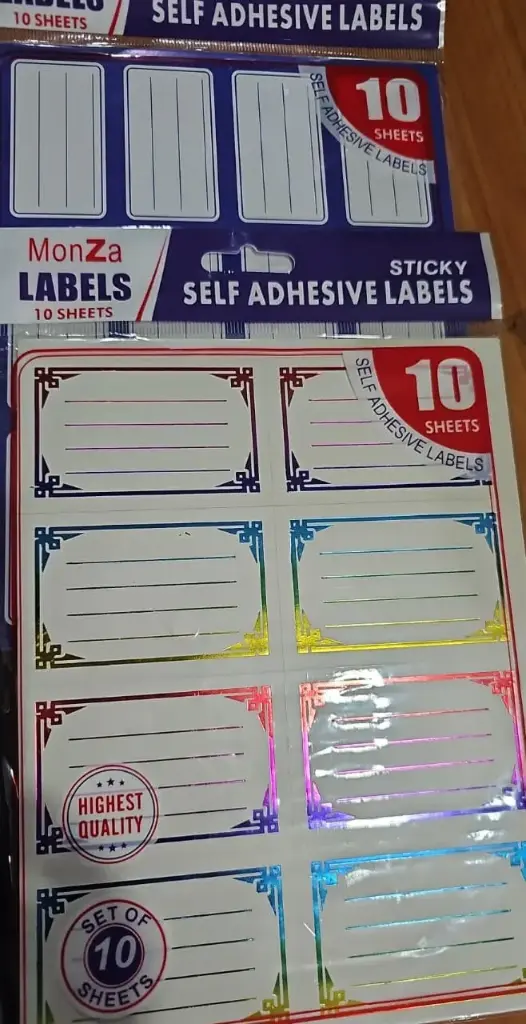 LABELS
10 SHEETS
SELF ADHESIVE LABELS
10
SHEETS
SELF ADHESIVE LABELS
MonZa
LABELS
10 SHEETS
STICKY
SELF ADHESIVE LABELS
10
SHEETS
SELF ADHESIVE LABELS
HIGHEST
QUALITY
SET OF
10
SHEETS